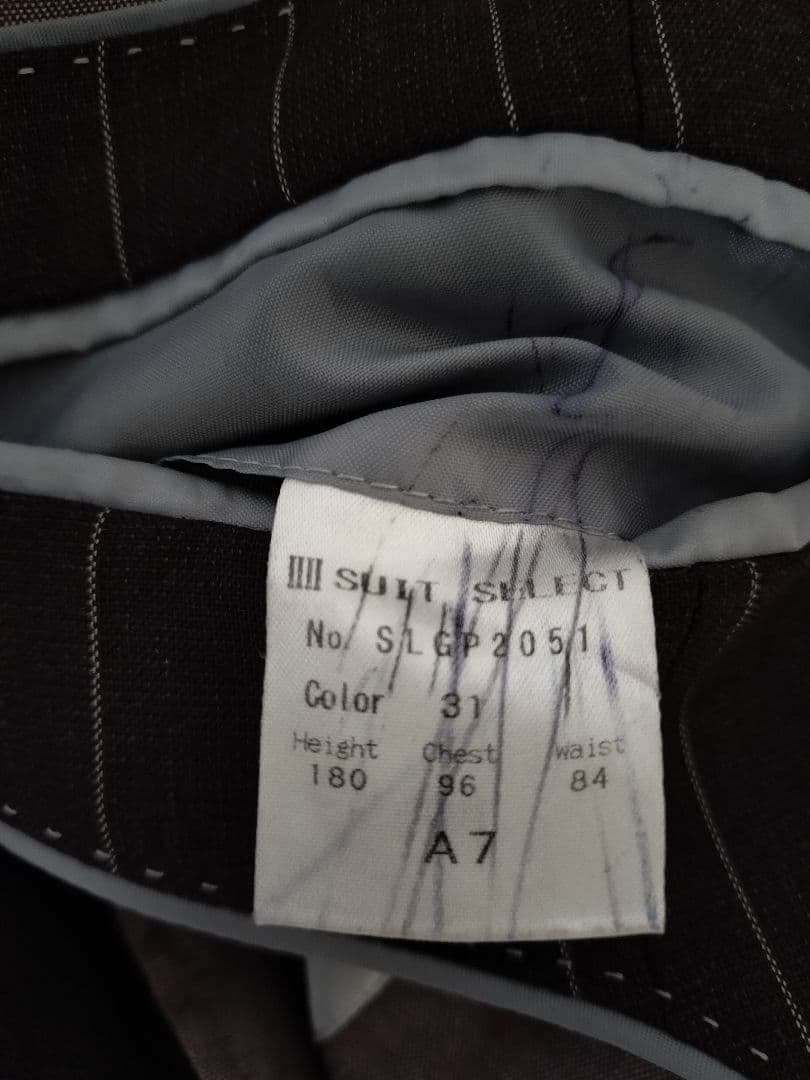 SUIT SELECT
No. SLGP2051
Color 31
Height Chest Waist
180 96 84
A7